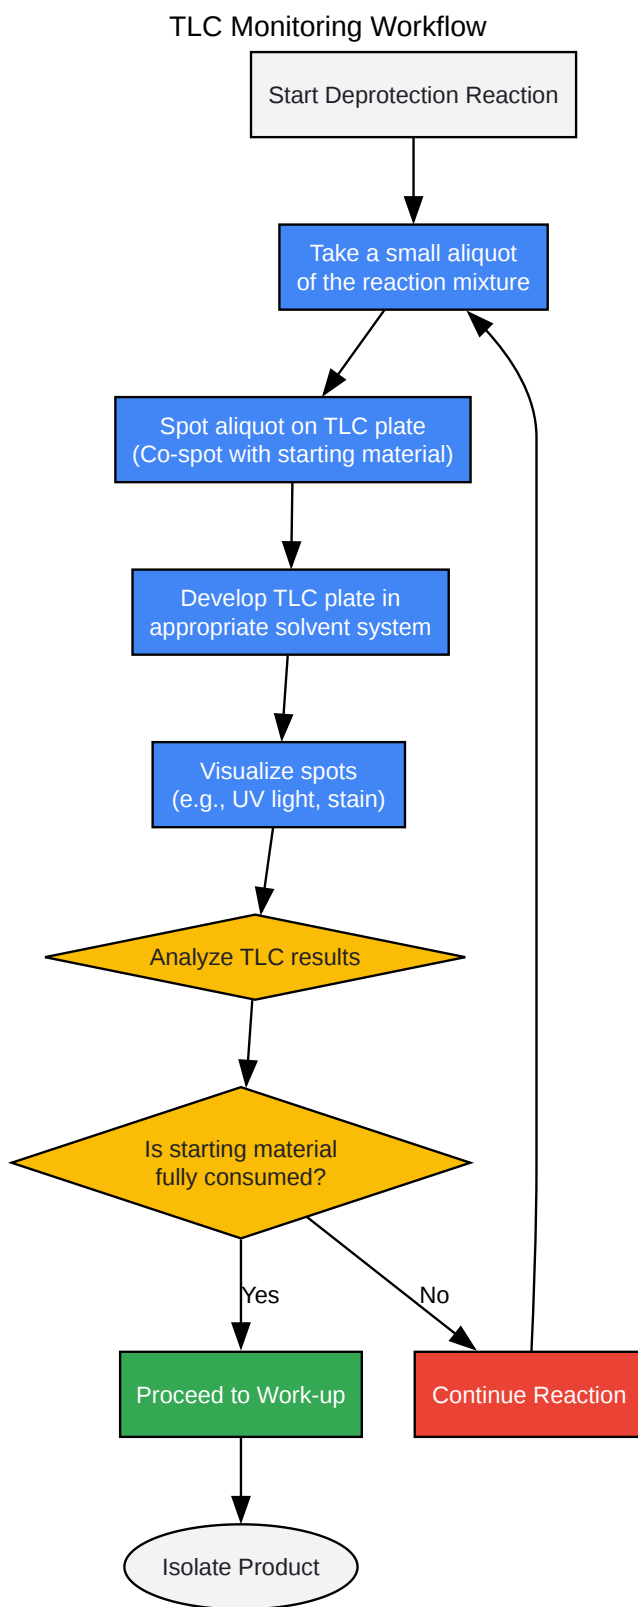 TLC Monitoring Workflow
Start Deprotection Reaction
Take a small aliquot
of the reaction mixture
Spot aliquot on TLC plate
(Co-spot with starting material)
Develop TLC plate in
appropriate solvent system
Visualize spots
(e.g., UV light, stain)
Analyze TLC results
Is starting material
fully consumed?
Yes
No
Proceed to Work-up
Continue Reaction
Isolate Product